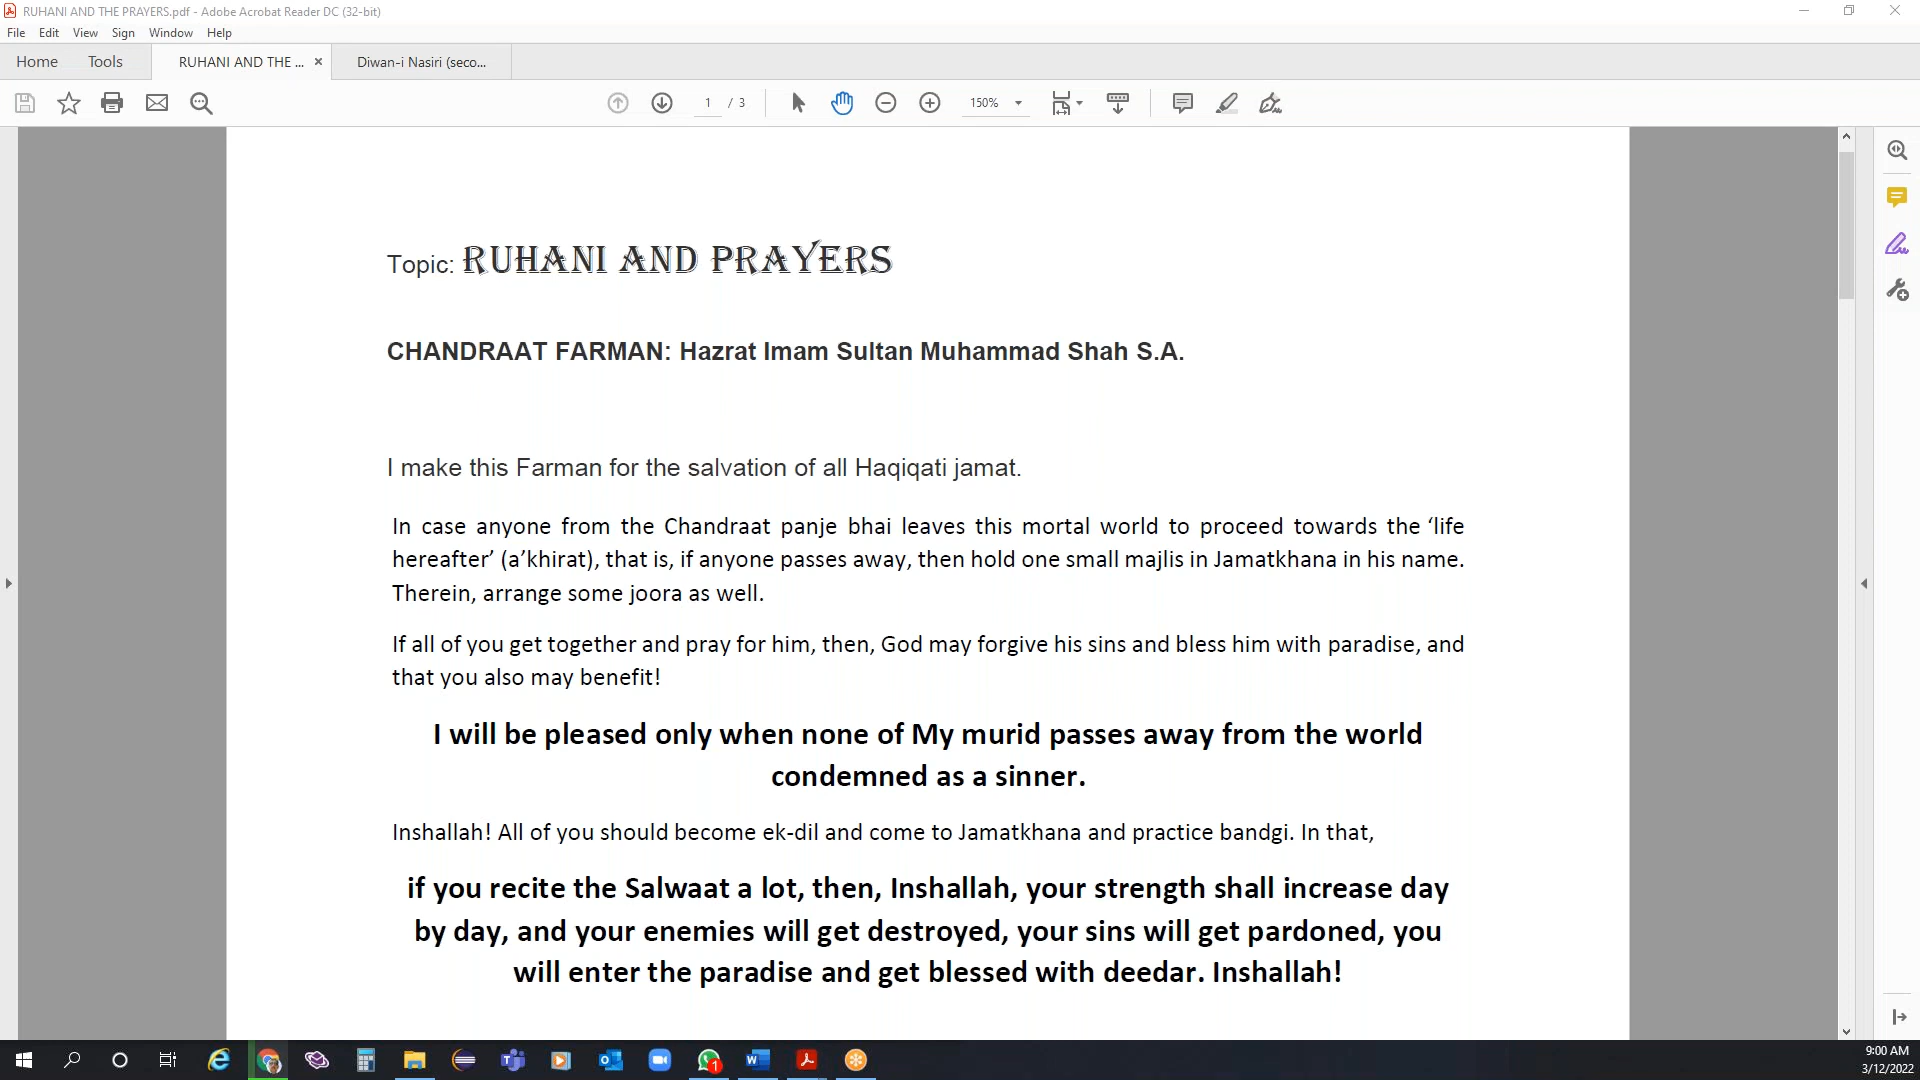 RUHANI AND THE PRAYERS.pdf - Adobe Acrobat Reader DC (32-bit)
File Edit View Sign Window Help
Home Tools RUHANI AND THE ... × Diwan-i Nasiri (seco...
1 / 3 150%
Topic: RUHANI AND PRAYERS
CHANDRAAT FARMAN: Hazrat Imam Sultan Muhammad Shah S.A.
I make this Farman for the salvation of all Haqiqati jamat.
In case anyone from the Chandraat panje bhai leaves this mortal world to proceed towards the ‘life
hereafter’ (a’khirat), that is, if anyone passes away, then hold one small majlis in Jamatkhana in his name.
Therein, arrange some joora as well.
If all of you get together and pray for him, then, God may forgive his sins and bless him with paradise, and
that you also may benefit!
I will be pleased only when none of My murid passes away from the world
condemned as a sinner.
Inshallah! All of you should become ek-dil and come to Jamatkhana and practice bandgi. In that,
if you recite the Salwaat a lot, then, Inshallah, your strength shall increase day
by day, and your enemies will get destroyed, your sins will get pardoned, you
will enter the paradise and get blessed with deedar. Inshallah!
9:00 AM
3/12/2022